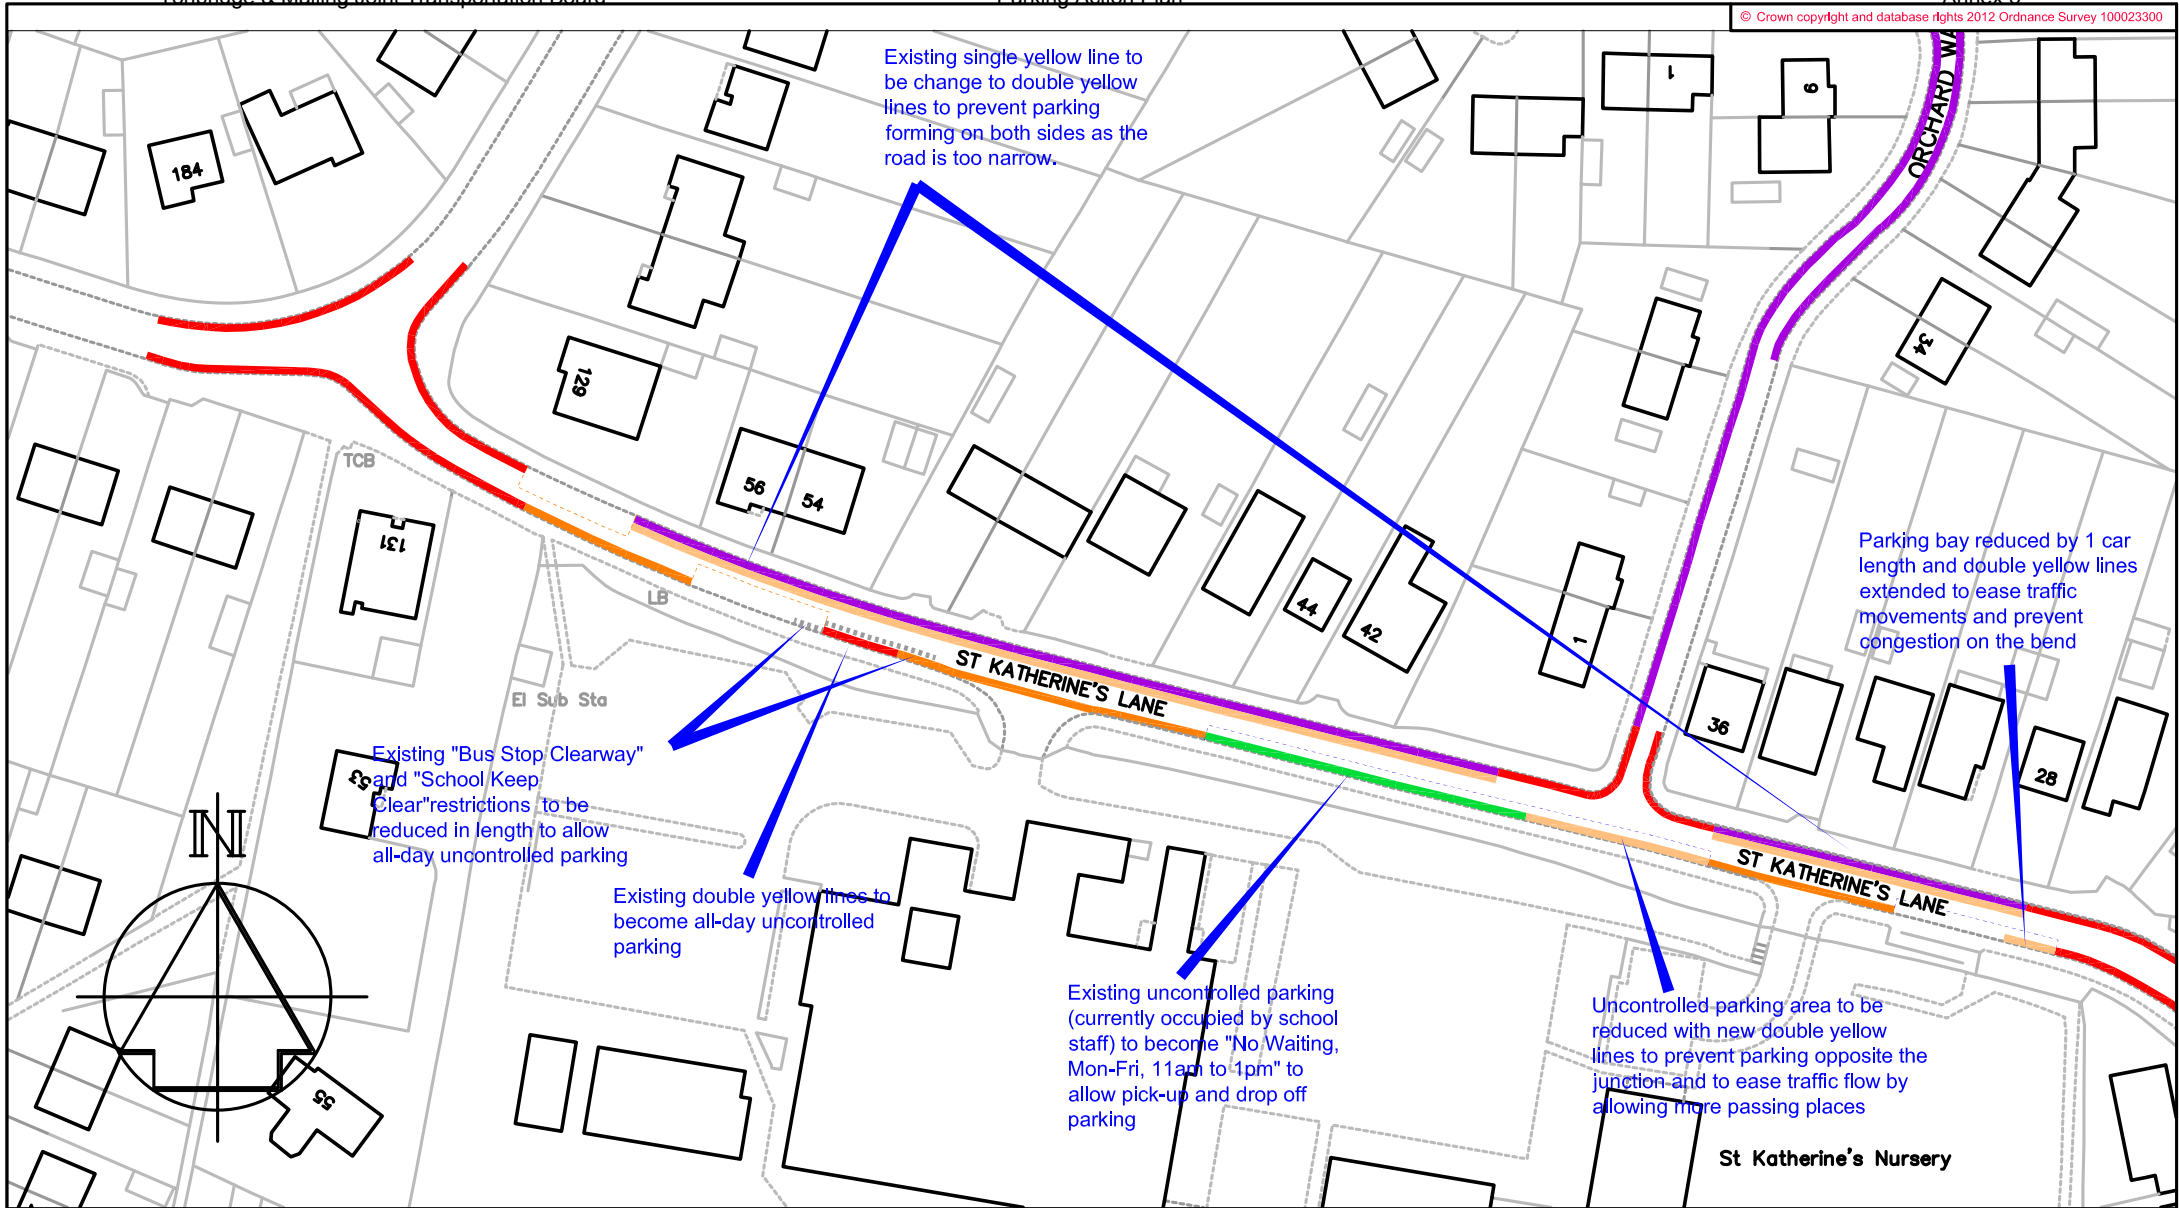 © Crown copyright and database rights 2012 Ordnance Survey 100023300
Existing single yellow line to
be change to double yellow
lines to prevent parking
forming on both sides as the
road is too narrow.
1
9
ORCHARD
184
34
129
56
54
TCB
131
LB
44
42
1
Parking bay reduced by 1 car
length and double yellow lines
extended to ease traffic
movements and prevent
congestion on the bend
ST KATHERINE'S LANE
El Sub Sta
36
28
Existing "Bus Stop Clearway"
and "School Keep
Clear"restrictions to be
reduced in length to allow
all-day uncontrolled parking
53
N
ST KATHERINE'S LANE
Existing double yellow lines to
become all-day uncontrolled
parking
Existing uncontrolled parking
(currently occupied by school
staff) to become "No Waiting,
Mon-Fri, 11am to 1pm" to
allow pick-up and drop off
parking
Uncontrolled parking area to be
reduced with new double yellow
lines to prevent parking opposite the
junction and to ease traffic flow by
allowing more passing places
55
St Katherine's Nursery